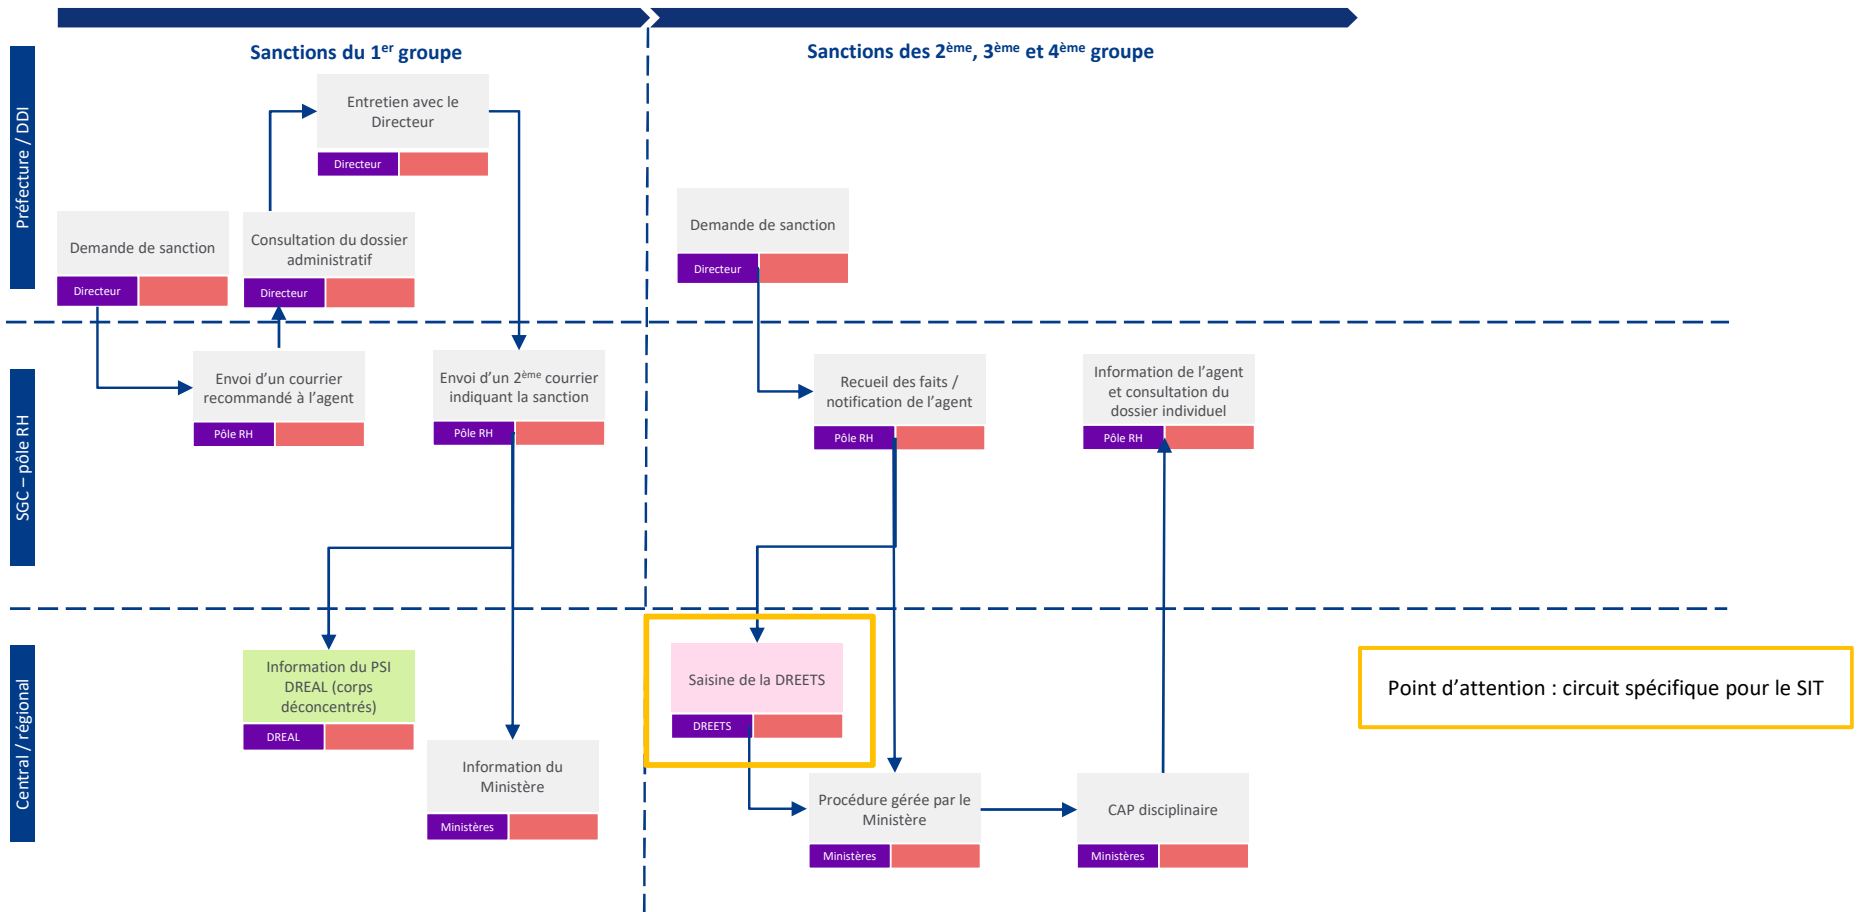 Sanctions du 1er groupe
Sanctions des 2ème, 3ème et 4ème groupe
Préfecture / DDI
Entretien avec le
Directeur
Directeur
Demande de sanction
Directeur
Consultation du dossier
administratif
Directeur
Demande de sanction
Directeur
SGC – pôle RH
Envoi d’un courrier
recommandé à l’agent
Pôle RH
Envoi d’un 2ème courrier
indiquant la sanction
Pôle RH
Recueil des faits /
notification de l’agent
Pôle RH
Information de l’agent
et consultation du
dossier individuel
Pôle RH
Central / régional
Information du PSI
DREAL (corps
déconcentrés)
DREAL
Information du
Ministère
Ministères
Saisine de la DREETS
DREETS
Procédure gérée par le
Ministère
Ministères
CAP disciplinaire
Ministères
Point d’attention : circuit spécifique pour le SIT